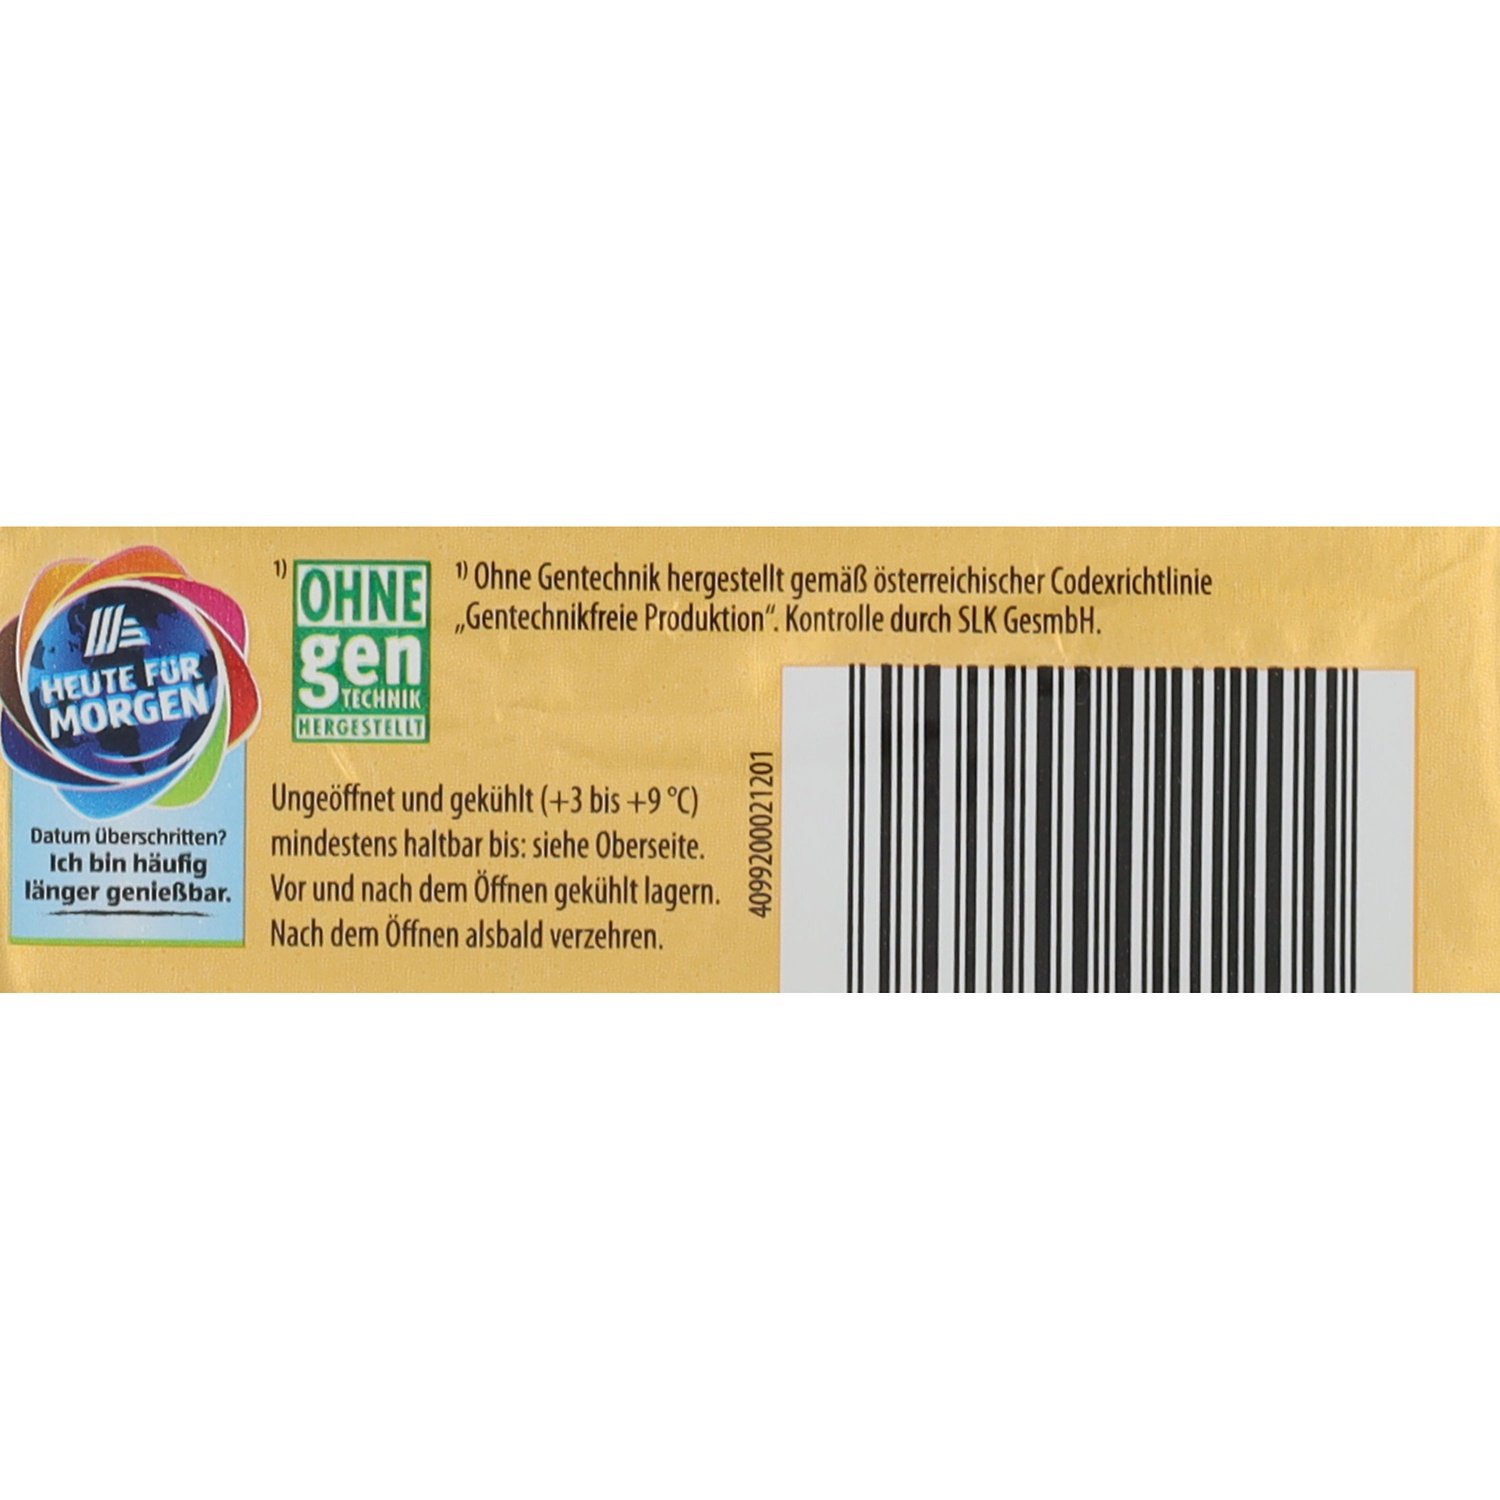 HEUTE FÜR
MORGEN
Datum überschritten?
Ich bin häufig
länger genießbar.
1)
OHNE
gen
TECHNIK
HERGESTELLT
1) Ohne Gentechnik hergestellt gemäß österreichischer Codexrichtlinie
„Gentechnikfreie Produktion“. Kontrolle durch SLK GesmbH.
Ungeöffnet und gekühlt (+3 bis +9 °C)
mindestens haltbar bis: siehe Oberseite.
Vor und nach dem Öffnen gekühlt lagern.
Nach dem Öffnen alsbald verzehren.
4099200021201